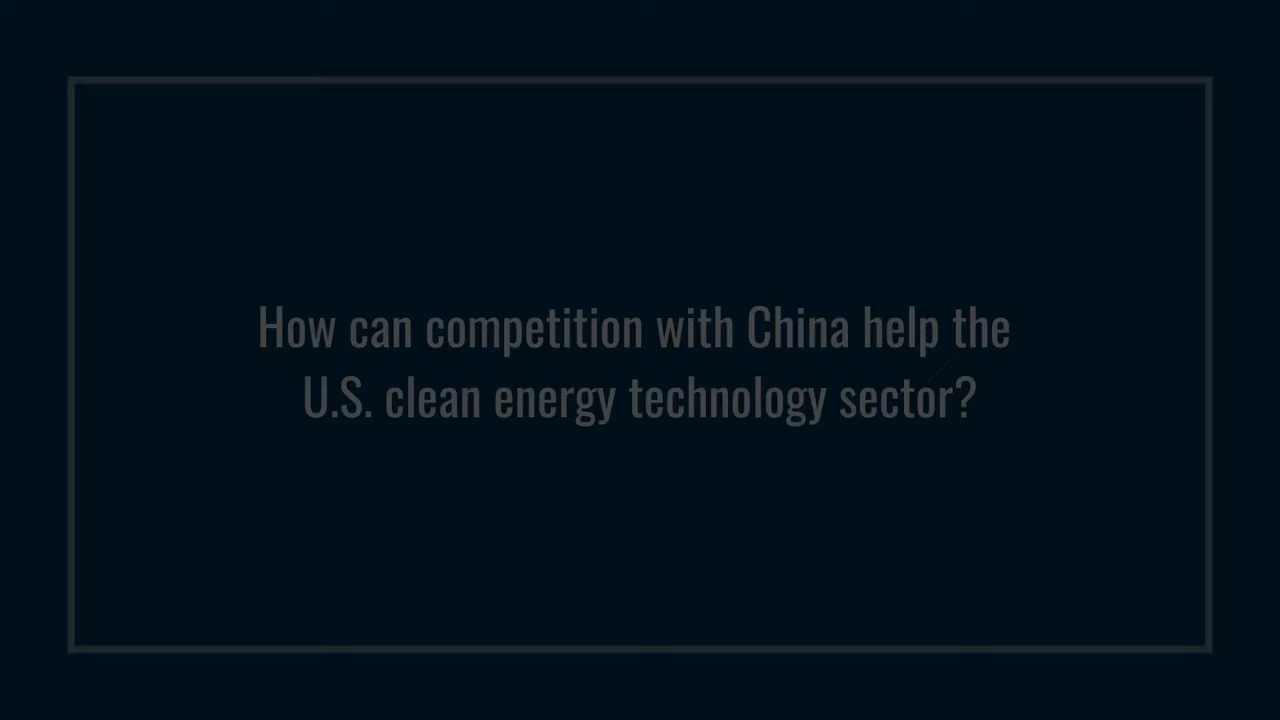 How can competition with China help the
U.S. clean energy technology sector?